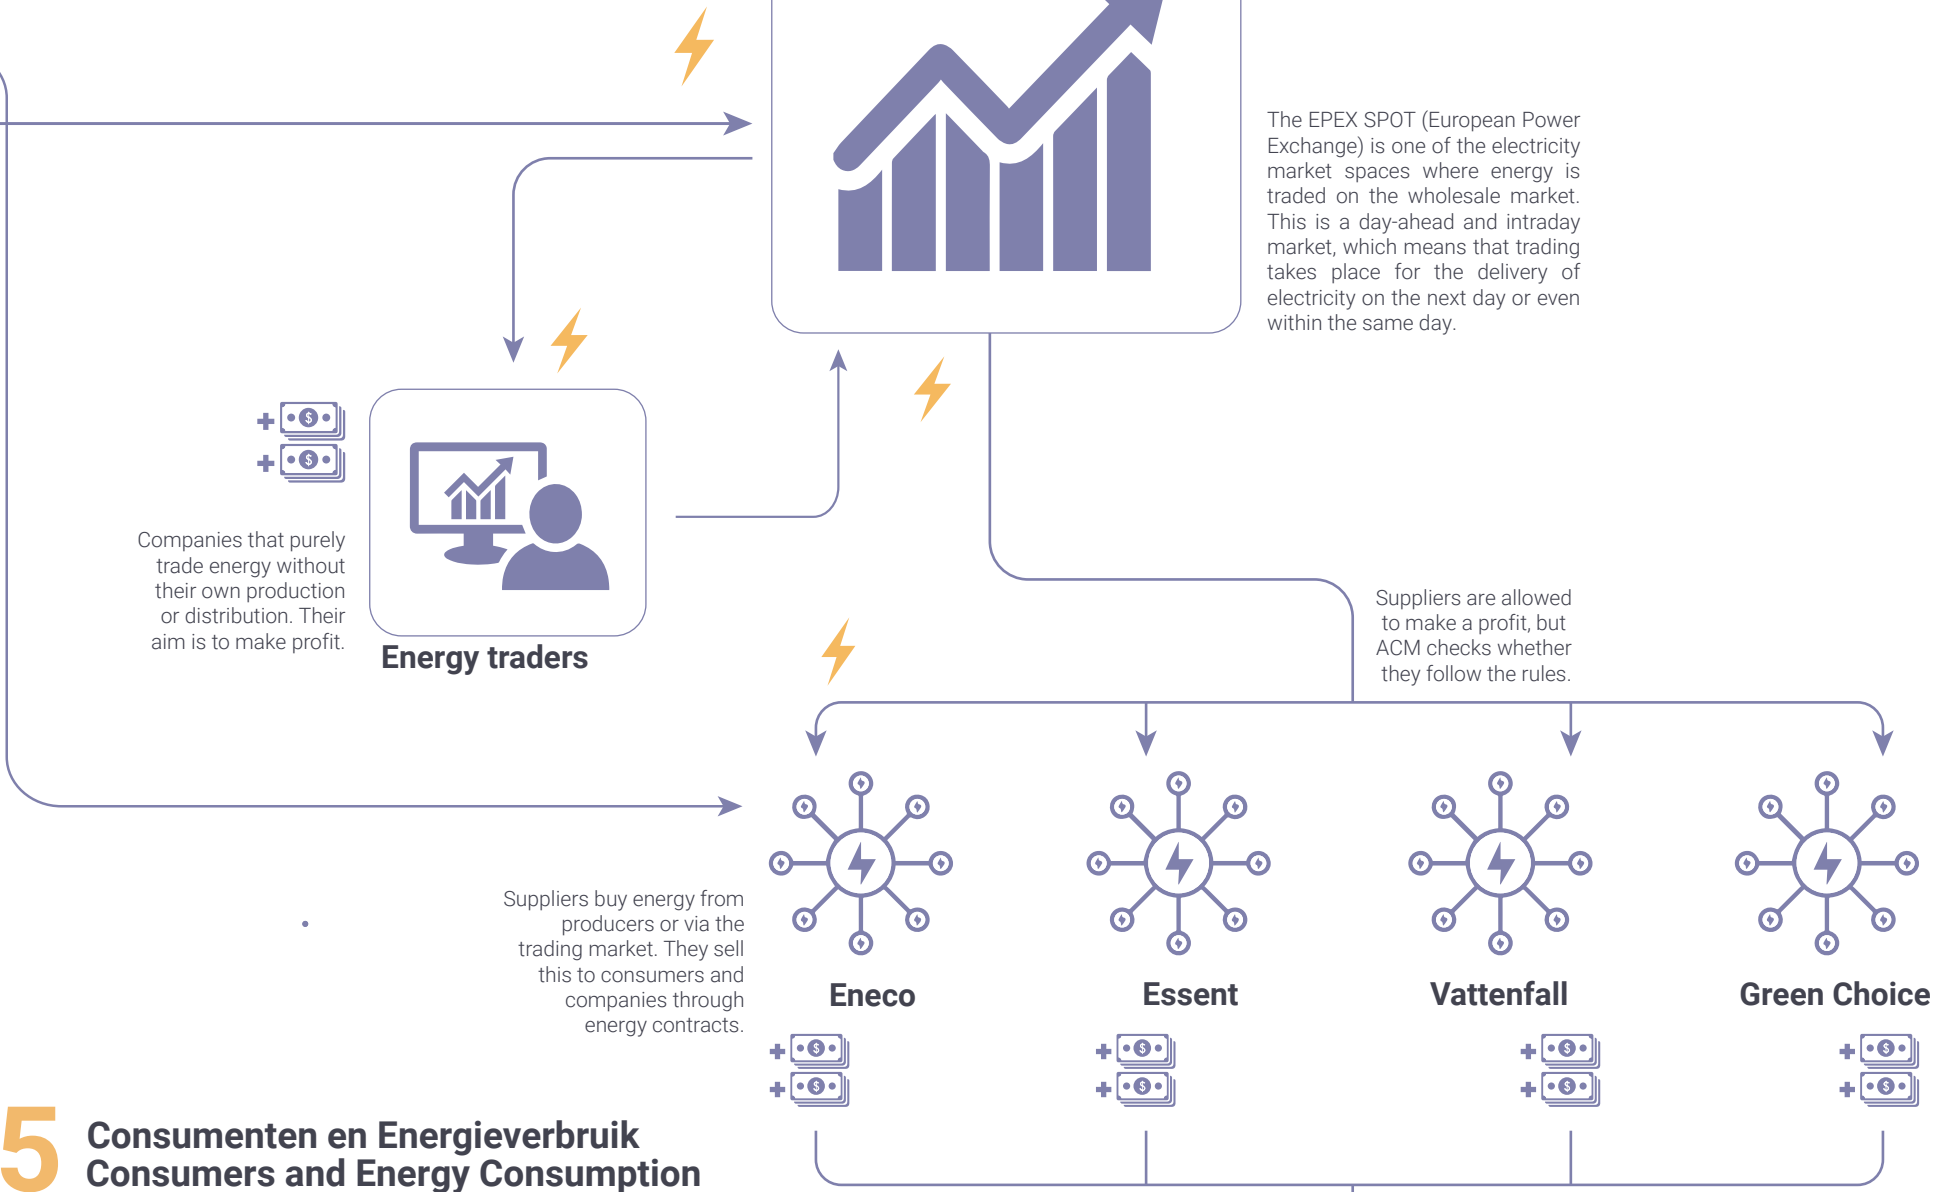 The EPEX SPOT (European Power
Exchange) is one of the electricity
market spaces where energy is
traded on the wholesale market.
This is a day-ahead and intraday
market, which means that trading
takes place for the delivery of
electricity on the next day or even
within the same day.
Companies that purely
trade energy without
their own production
or distribution. Their
aim is to make profit.
Energy traders
Suppliers are allowed
to make a profit, but
ACM checks whether
they follow the rules.
Suppliers buy energy from
producers or via the
trading market. They sell
this to consumers and
companies through
energy contracts.
Eneco
Essent
Vattenfall
Green Choice
5
Consumenten en Energieverbruik
Consumers and Energy Consumption